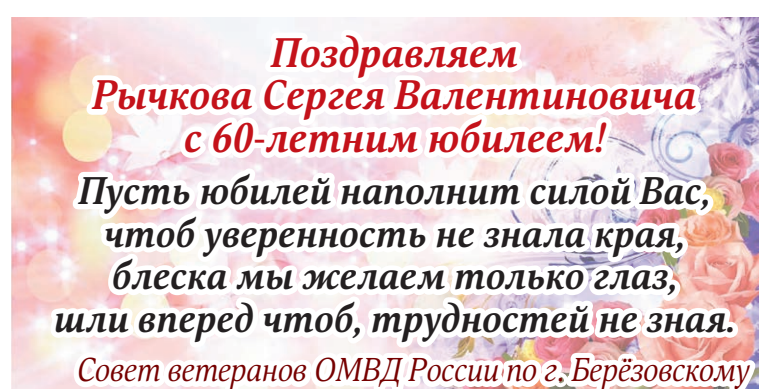 Поздравляем
Рычкова Сергея Валентиновича
с 60-летним юбилеем!
Пусть юбилей наполнит силой Вас,
чтоб уверенность не знала края,
блеска мы желаем только глаз,
шли вперед чтоб, трудностей не зная.
Совет ветеранов ОМВД России по г. Берёзовскому